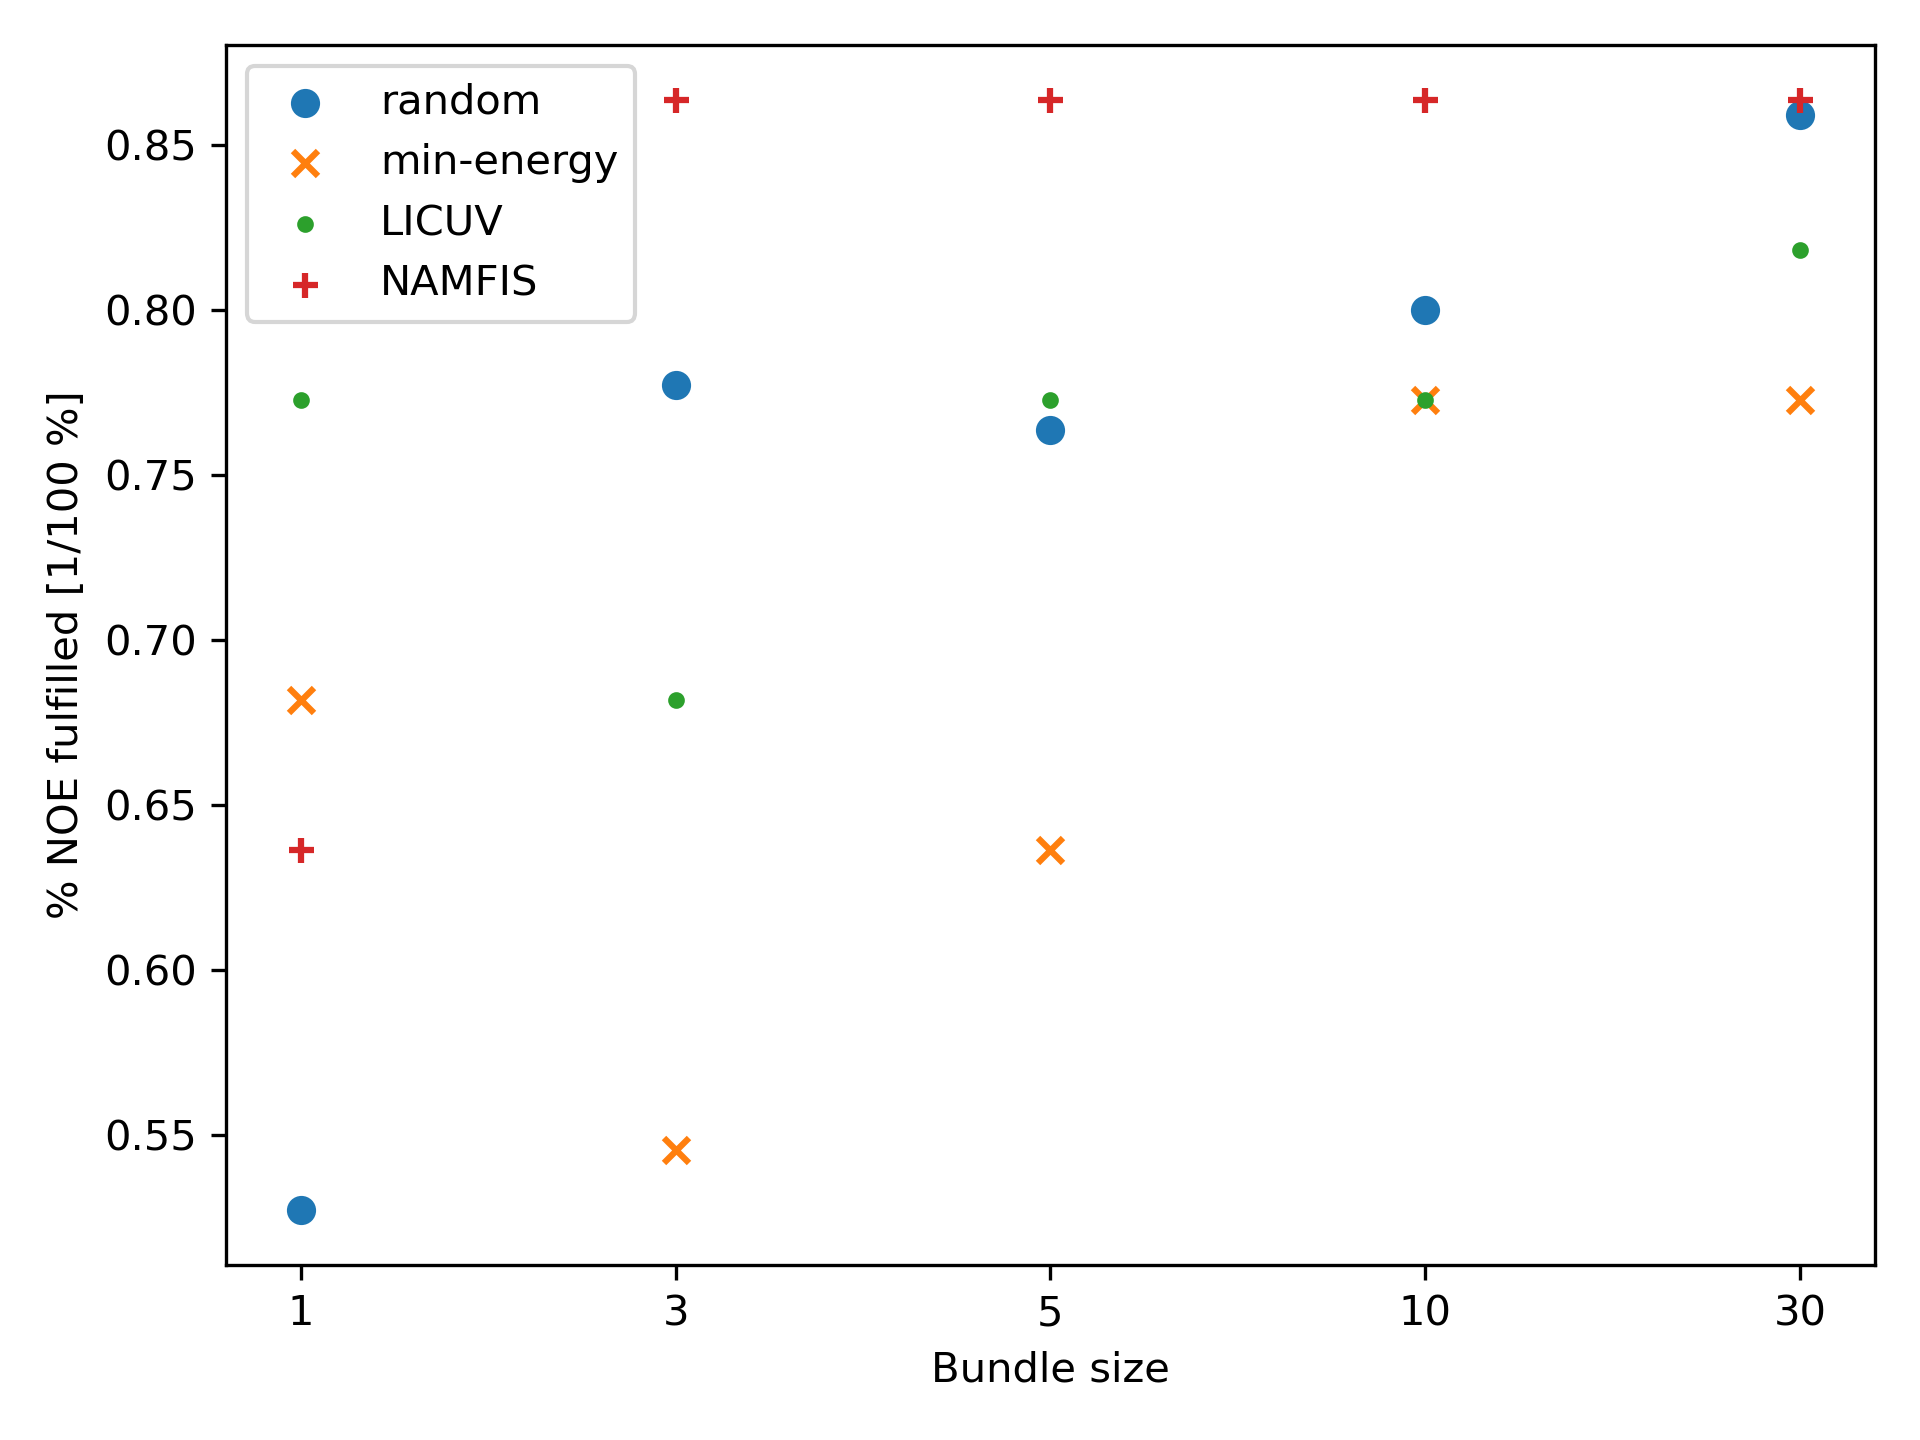 random
min-energy
LICUV
NAMFIS
0.85
0.80
0.75
0.70
0.65
0.60
0.55
% NOE fulfilled [1/100 %]
1 3 5 10 30
Bundle size